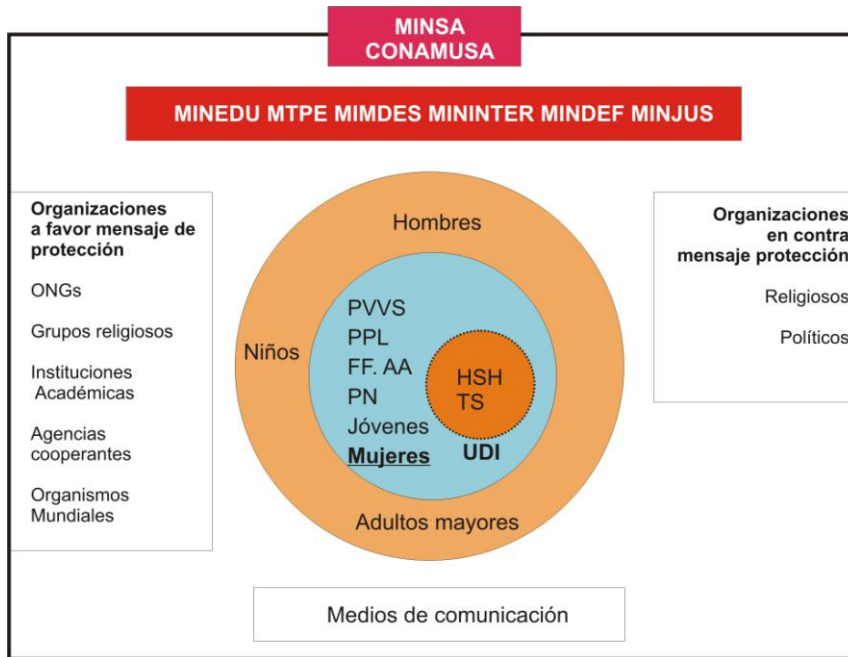 MINSA
CONAMUSA
MINEDU MTPE MIMDES MININTER MINDEF MINJUS
Organizaciones
a favor mensaje de
protección
ONGs
Grupos religiosos
Instituciones
Académicas
Agencias
cooperantes
Organismos
Mundiales
Hombres
Niños
PVVS
PPL
FF. AA
PN
Jóvenes
Mujeres
HSH
TS
UDI
Adultos mayores
Organizaciones
en contra
mensaje protección
Religiosos
Políticos
Medios de comunicación